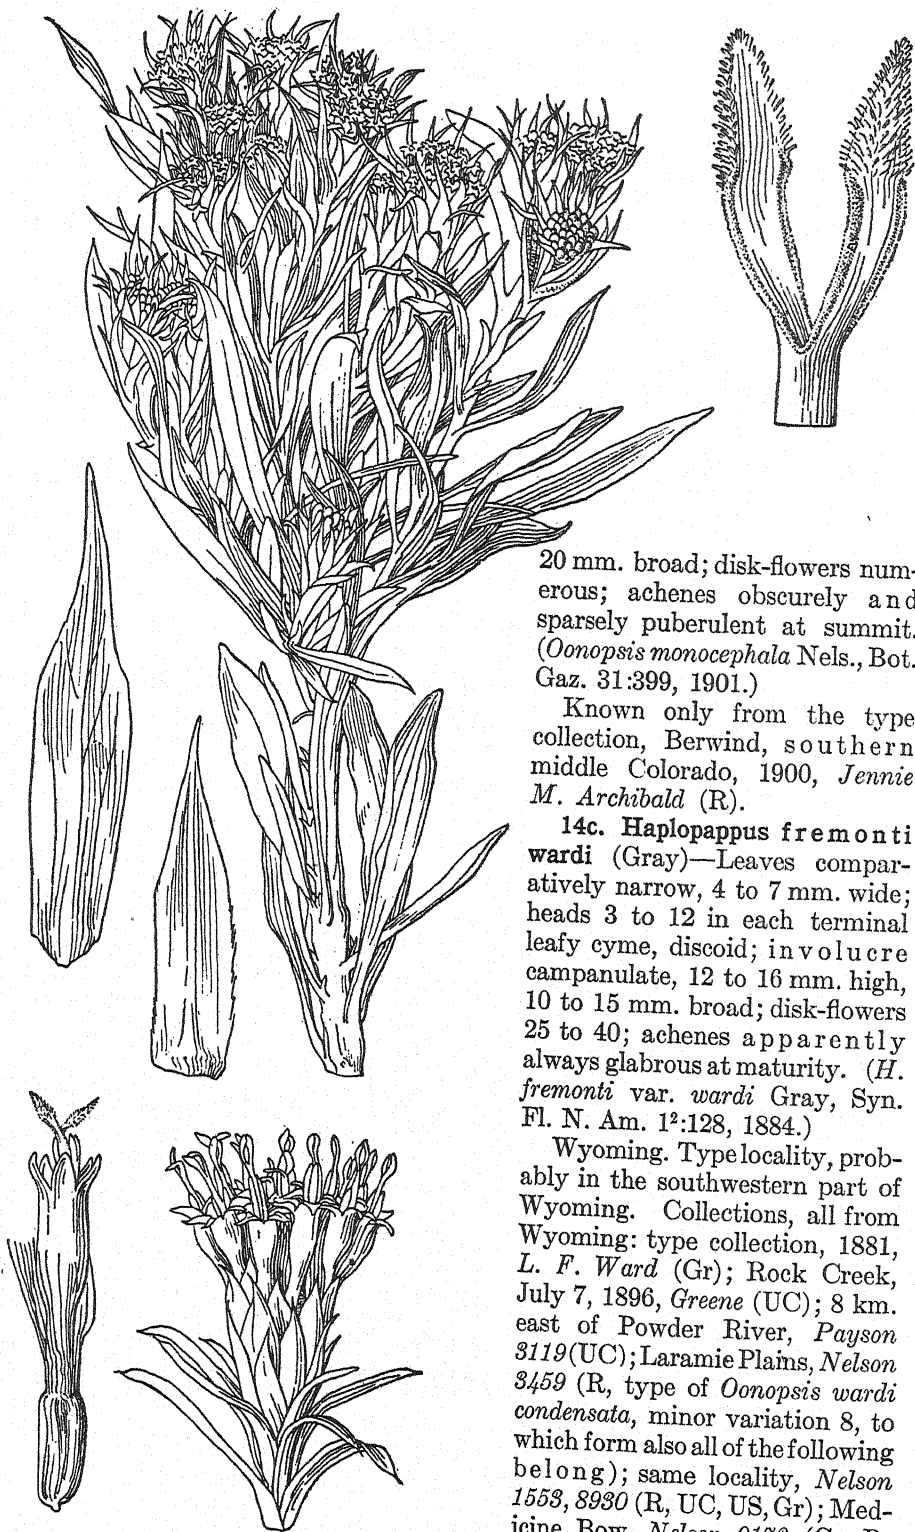 20 mm. broad; disk-flowers num-
erous; achenes obscurely and
sparsely puberulent at summit.
(Oonopsis monocephala Nels., Bot.
Gaz. 31:399, 1901.)
Known only from the type
collection, Berwind, southern
middle Colorado, 1900, Jennie
M. Archibald (R).
14c. Haplopappus fremonti
wardi (Gray)—Leaves compar-
atively narrow, 4 to 7 mm. wide;
heads 3 to 12 in each terminal
leafy cyme, discoid; involucre
campanulate, 12 to 16 mm. high,
10 to 15 mm. broad; disk-flowers
25 to 40; achenes apparently
always glabrous at maturity. (H.
fremonti var. wardi Gray, Syn.
Fl. N. Am. 1²:128, 1884.)
Wyoming. Type locality, prob-
ably in the southwestern part of
Wyoming. Collections, all from
Wyoming: type collection, 1881,
L. F. Ward (Gr); Rock Creek,
July 7, 1896, Greene (UC); 8 km.
east of Powder River, Payson
3119 (UC); Laramie Plains, Nelson
3459 (R, type of Oonopsis wardi
condensata, minor variation 8, to
which form also all of the following
belong); same locality, Nelson
1553, 8930 (R, UC, US, Gr); Med-
icine Bow, Nelson